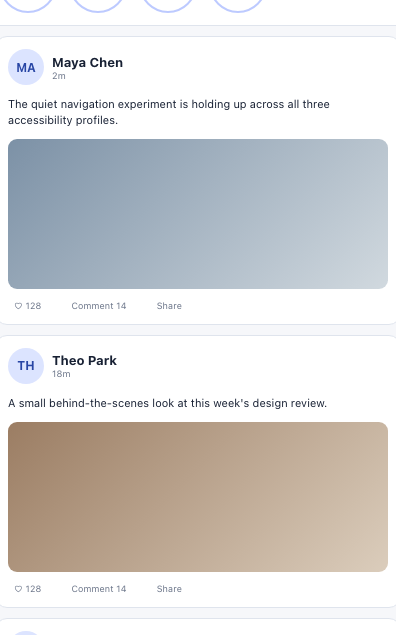 MA
Maya Chen
2m
The quiet navigation experiment is holding up across all three
accessibility profiles.
♡ 128 Comment 14 Share
TH
Theo Park
18m
A small behind-the-scenes look at this week's design review.
♡ 128 Comment 14 Share